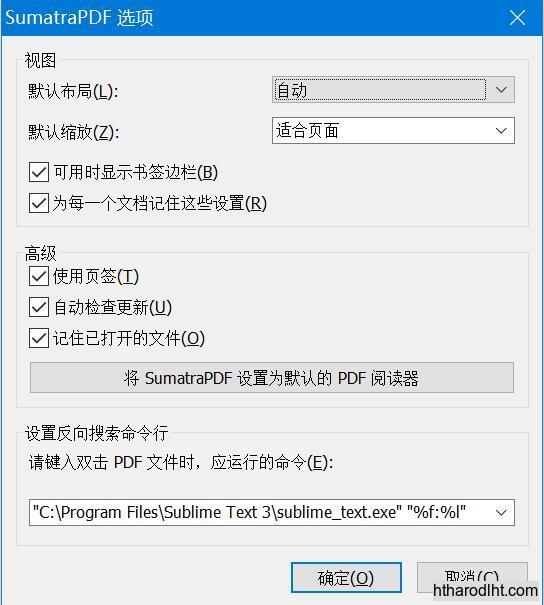 SumatraPDF 选项
视图
默认布局(L):
自动
默认缩放(Z):
适合页面
可用时显示书签边栏(B)
为每一个文档记住这些设置(R)
高级
使用页签(T)
自动检查更新(U)
记住已打开的文件(O)
将 SumatraPDF 设置为默认的 PDF 阅读器
设置反向搜索命令行
请键入双击 PDF 文件时，应运行的命令(E):
"C:\Program Files\Sublime Text 3\sublime_text.exe" "%f:%l"
确定(O)
取消(C)
htharodlht.com